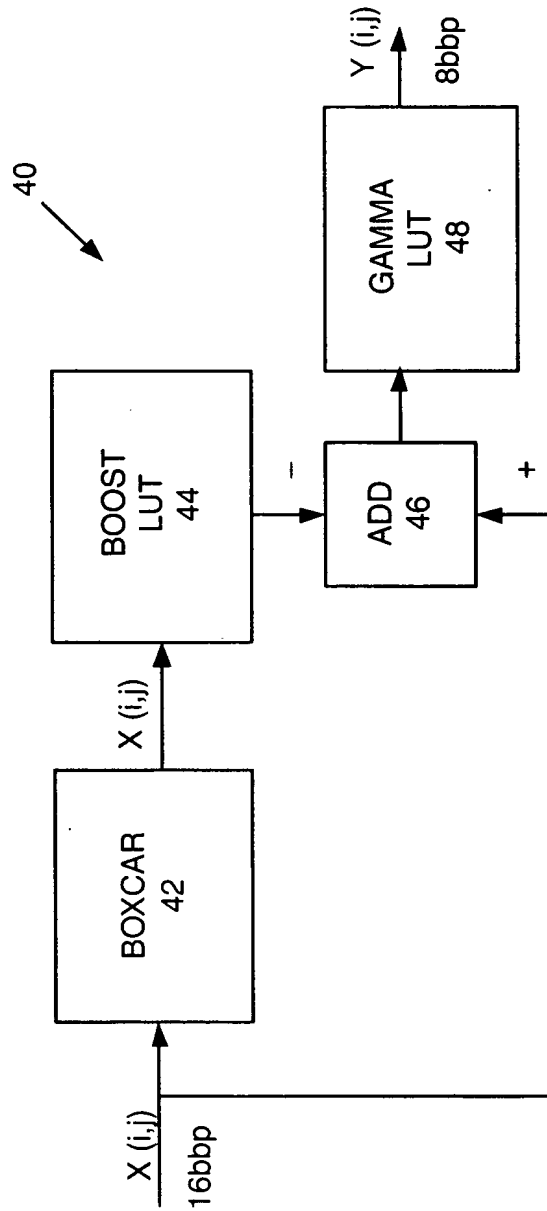 40
X (i,j)
16bbp
BOXCAR
42
X (i,j)
BOOST
LUT
44
−
ADD
46
+
GAMMA
LUT
48
Y (i,j)
8bbp